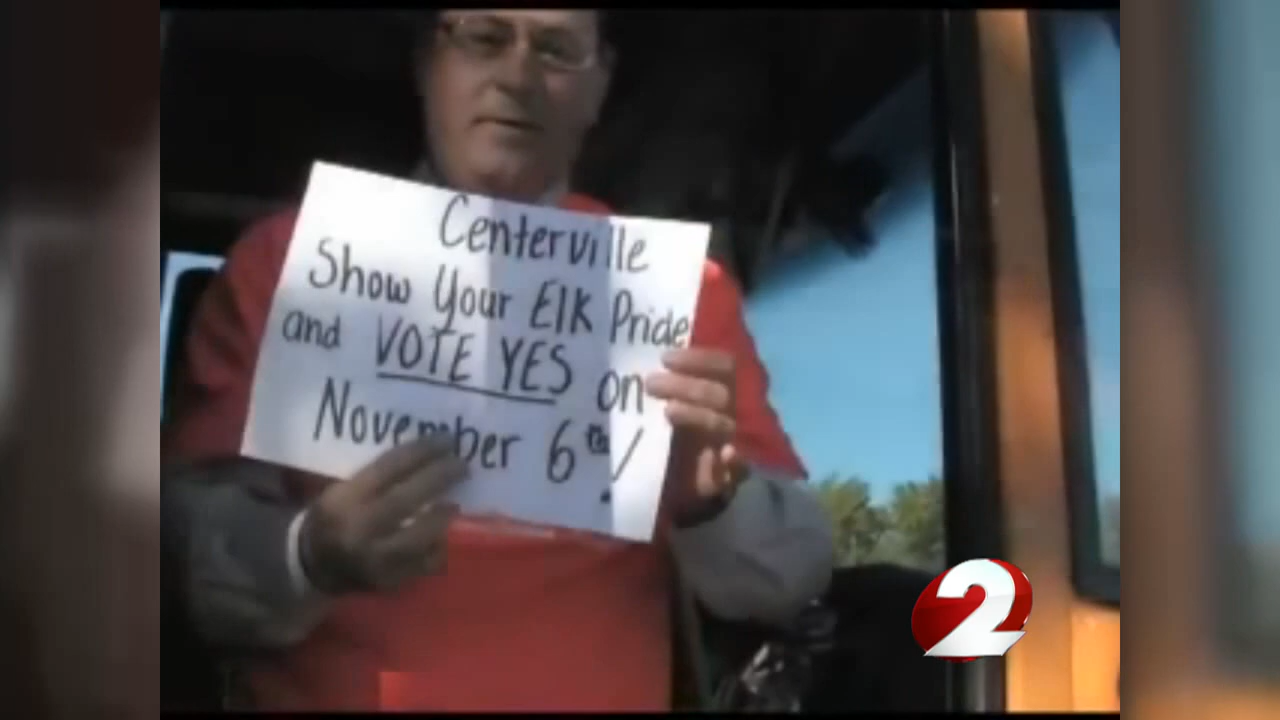 Centerville
Show Your Elk Pride
and VOTE YES on
November 6th!
2